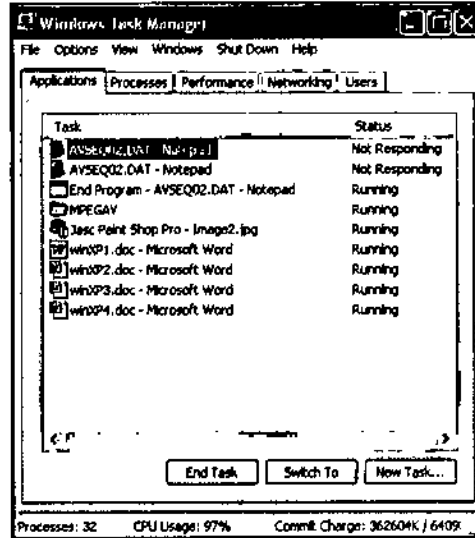 Windows Task Manager
File Options View Windows Shut Down Help
Applications Processes Performance Networking Users
Task Status
AVSEQ02.DAT - Notepad Not Responding
AVSEQ02.DAT - Notepad Not Responding
End Program - AVSEQ02.DAT - Notepad Running
MPEGAV Running
Jasc Paint Shop Pro - Image2.jpg Running
winXP1.doc - Microsoft Word Running
winXP2.doc - Microsoft Word Running
winXP3.doc - Microsoft Word Running
winXP4.doc - Microsoft Word Running
End Task Switch To New Task...
Processes: 32 CPU Usage: 97% Commit Charge: 362604K / 6409